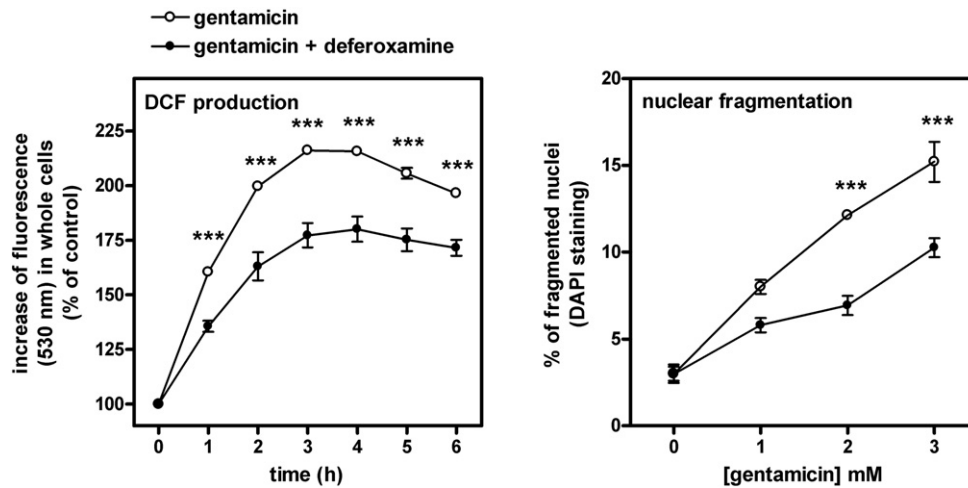 gentamicin
gentamicin + deferoxamine
DCF production
increase of fluorescence
(530 nm) in whole cells
(% of control)
225
200
175
150
125
100
***
***
***
***
***
***
0 1 2 3 4 5 6
time (h)
nuclear fragmentation
% of fragmented nuclei
(DAPI staining)
20
15
10
5
0
***
***
0 1 2 3
[gentamicin] mM